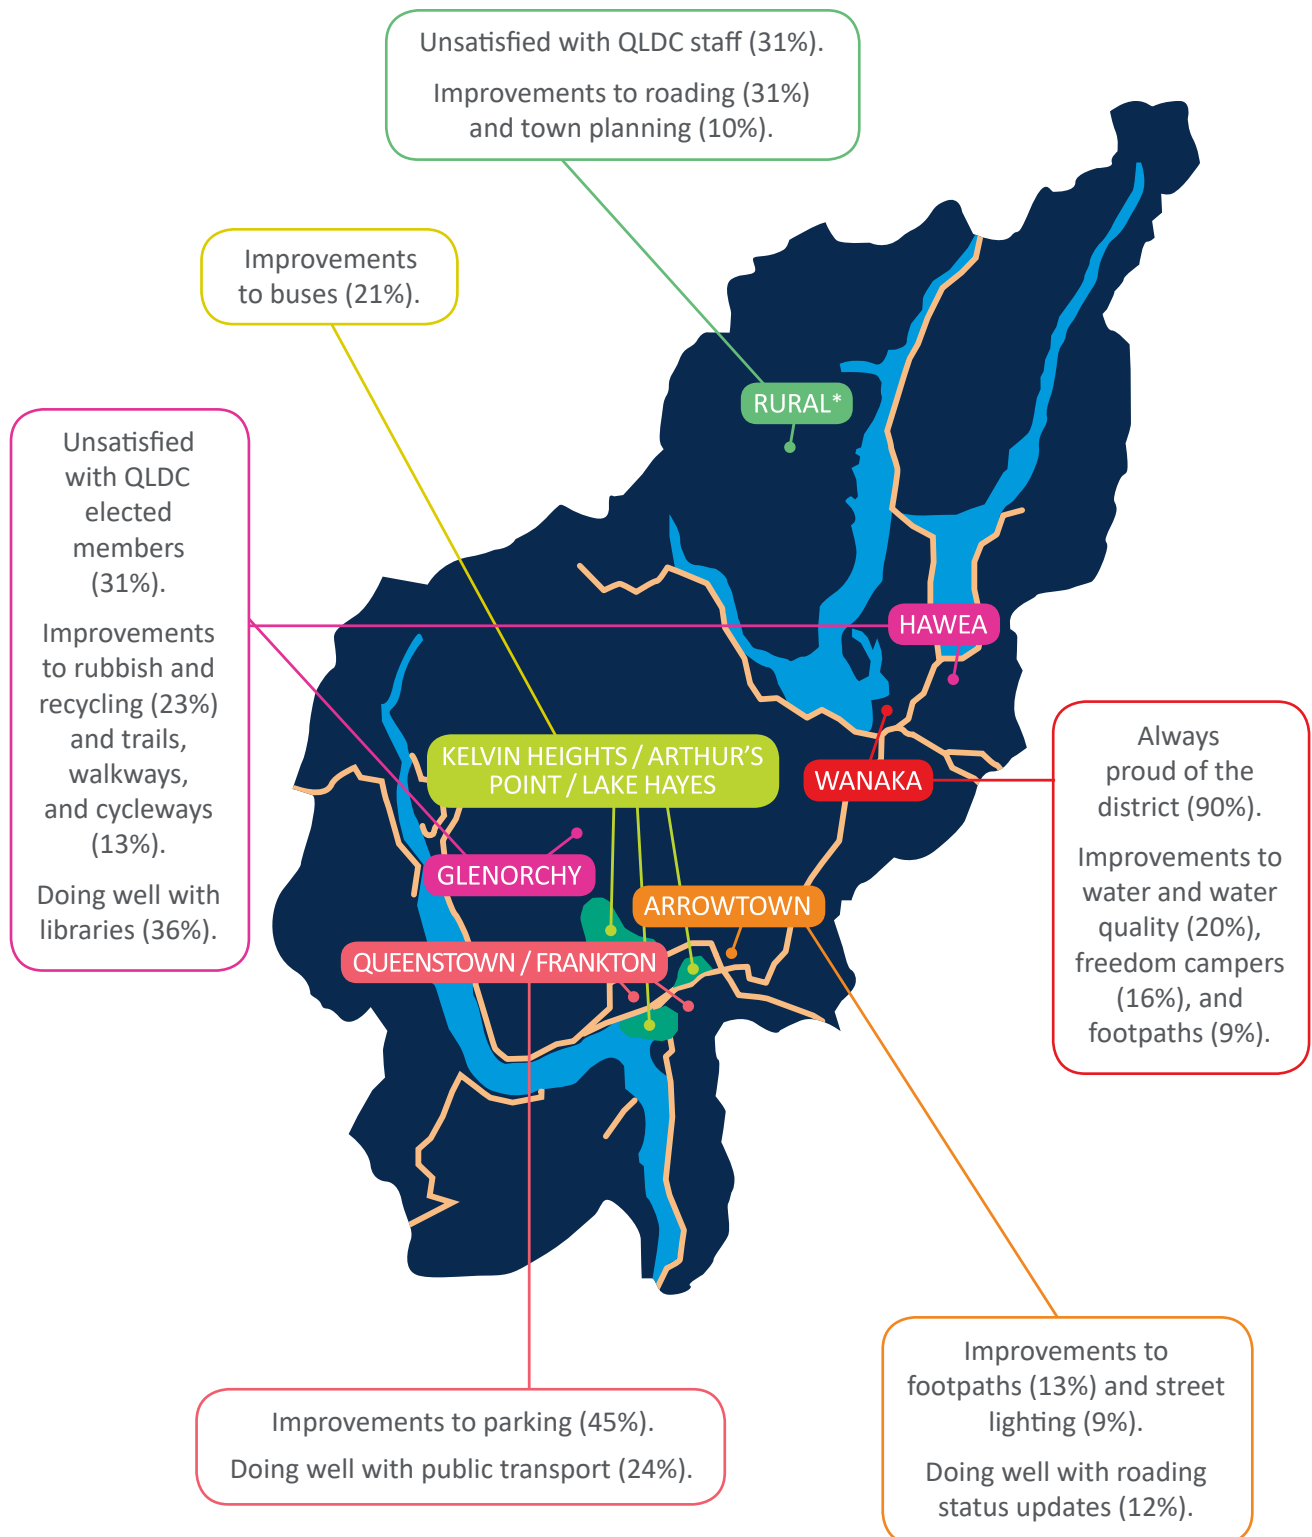 Unsatisfied with QLDC staff (31%).
Improvements to roading (31%)
and town planning (10%).
Improvements
to buses (21%).
RURAL*
Unsatisfied
with QLDC
elected
members
(31%).
Improvements
to rubbish and
recycling (23%)
and trails,
walkways,
and cycleways
(13%).
Doing well with
libraries (36%).
HAWEA
KELVIN HEIGHTS / ARTHUR’S
POINT / LAKE HAYES
WANAKA
Always
proud of the
district (90%).
Improvements to
water and water
quality (20%),
freedom campers
(16%), and
footpaths (9%).
GLENORCHY
ARROWTOWN
QUEENSTOWN / FRANKTON
Improvements to parking (45%).
Doing well with public transport (24%).
Improvements to
footpaths (13%) and street
lighting (9%).
Doing well with roading
status updates (12%).